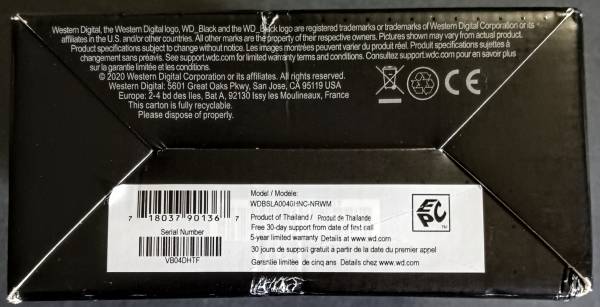 Western Digital, the Western Digital logo, WD_Black and the WD_Black logo are registered trademarks or trademarks of Western Digital Corporation or its
affiliates in the U.S. and/or other countries. All other marks are the property of their respective owners. Pictures shown may vary from actual product.
Product specifications subject to change without notice. Les images montrées peuvent varier du produit réel. Produit spécifications sujettes à
changement sans préavis. See support.wd.com for limited warranty terms and conditions. Consultez support.wd.com pour en savoir plus
sur la garantie limitée et les conditions.
© 2020 Western Digital Corporation or its affiliates. All rights reserved.
Western Digital: 5601 Great Oaks Pkwy, San Jose, CA 95119 USA
Europe: 2-4 bd des Iles, Bat A, 92130 Issy les Moulineaux, France
This carton is fully recyclable.
Please dispose of properly.
CE
7 18037 90136 7
Serial Number
VB04DHTF
Model / Modèle:
WDBSLA0040HNC-NRWM
Product of Thailand / Produit de Thaïlande
Free 30-day support from date of first call
5-year limited warranty Details at www.wd.com
30 jours de support gratuit a partir de la date du premier appel
Garantie limitée de cinq ans Détails chez www.wd.com
EPC
TM